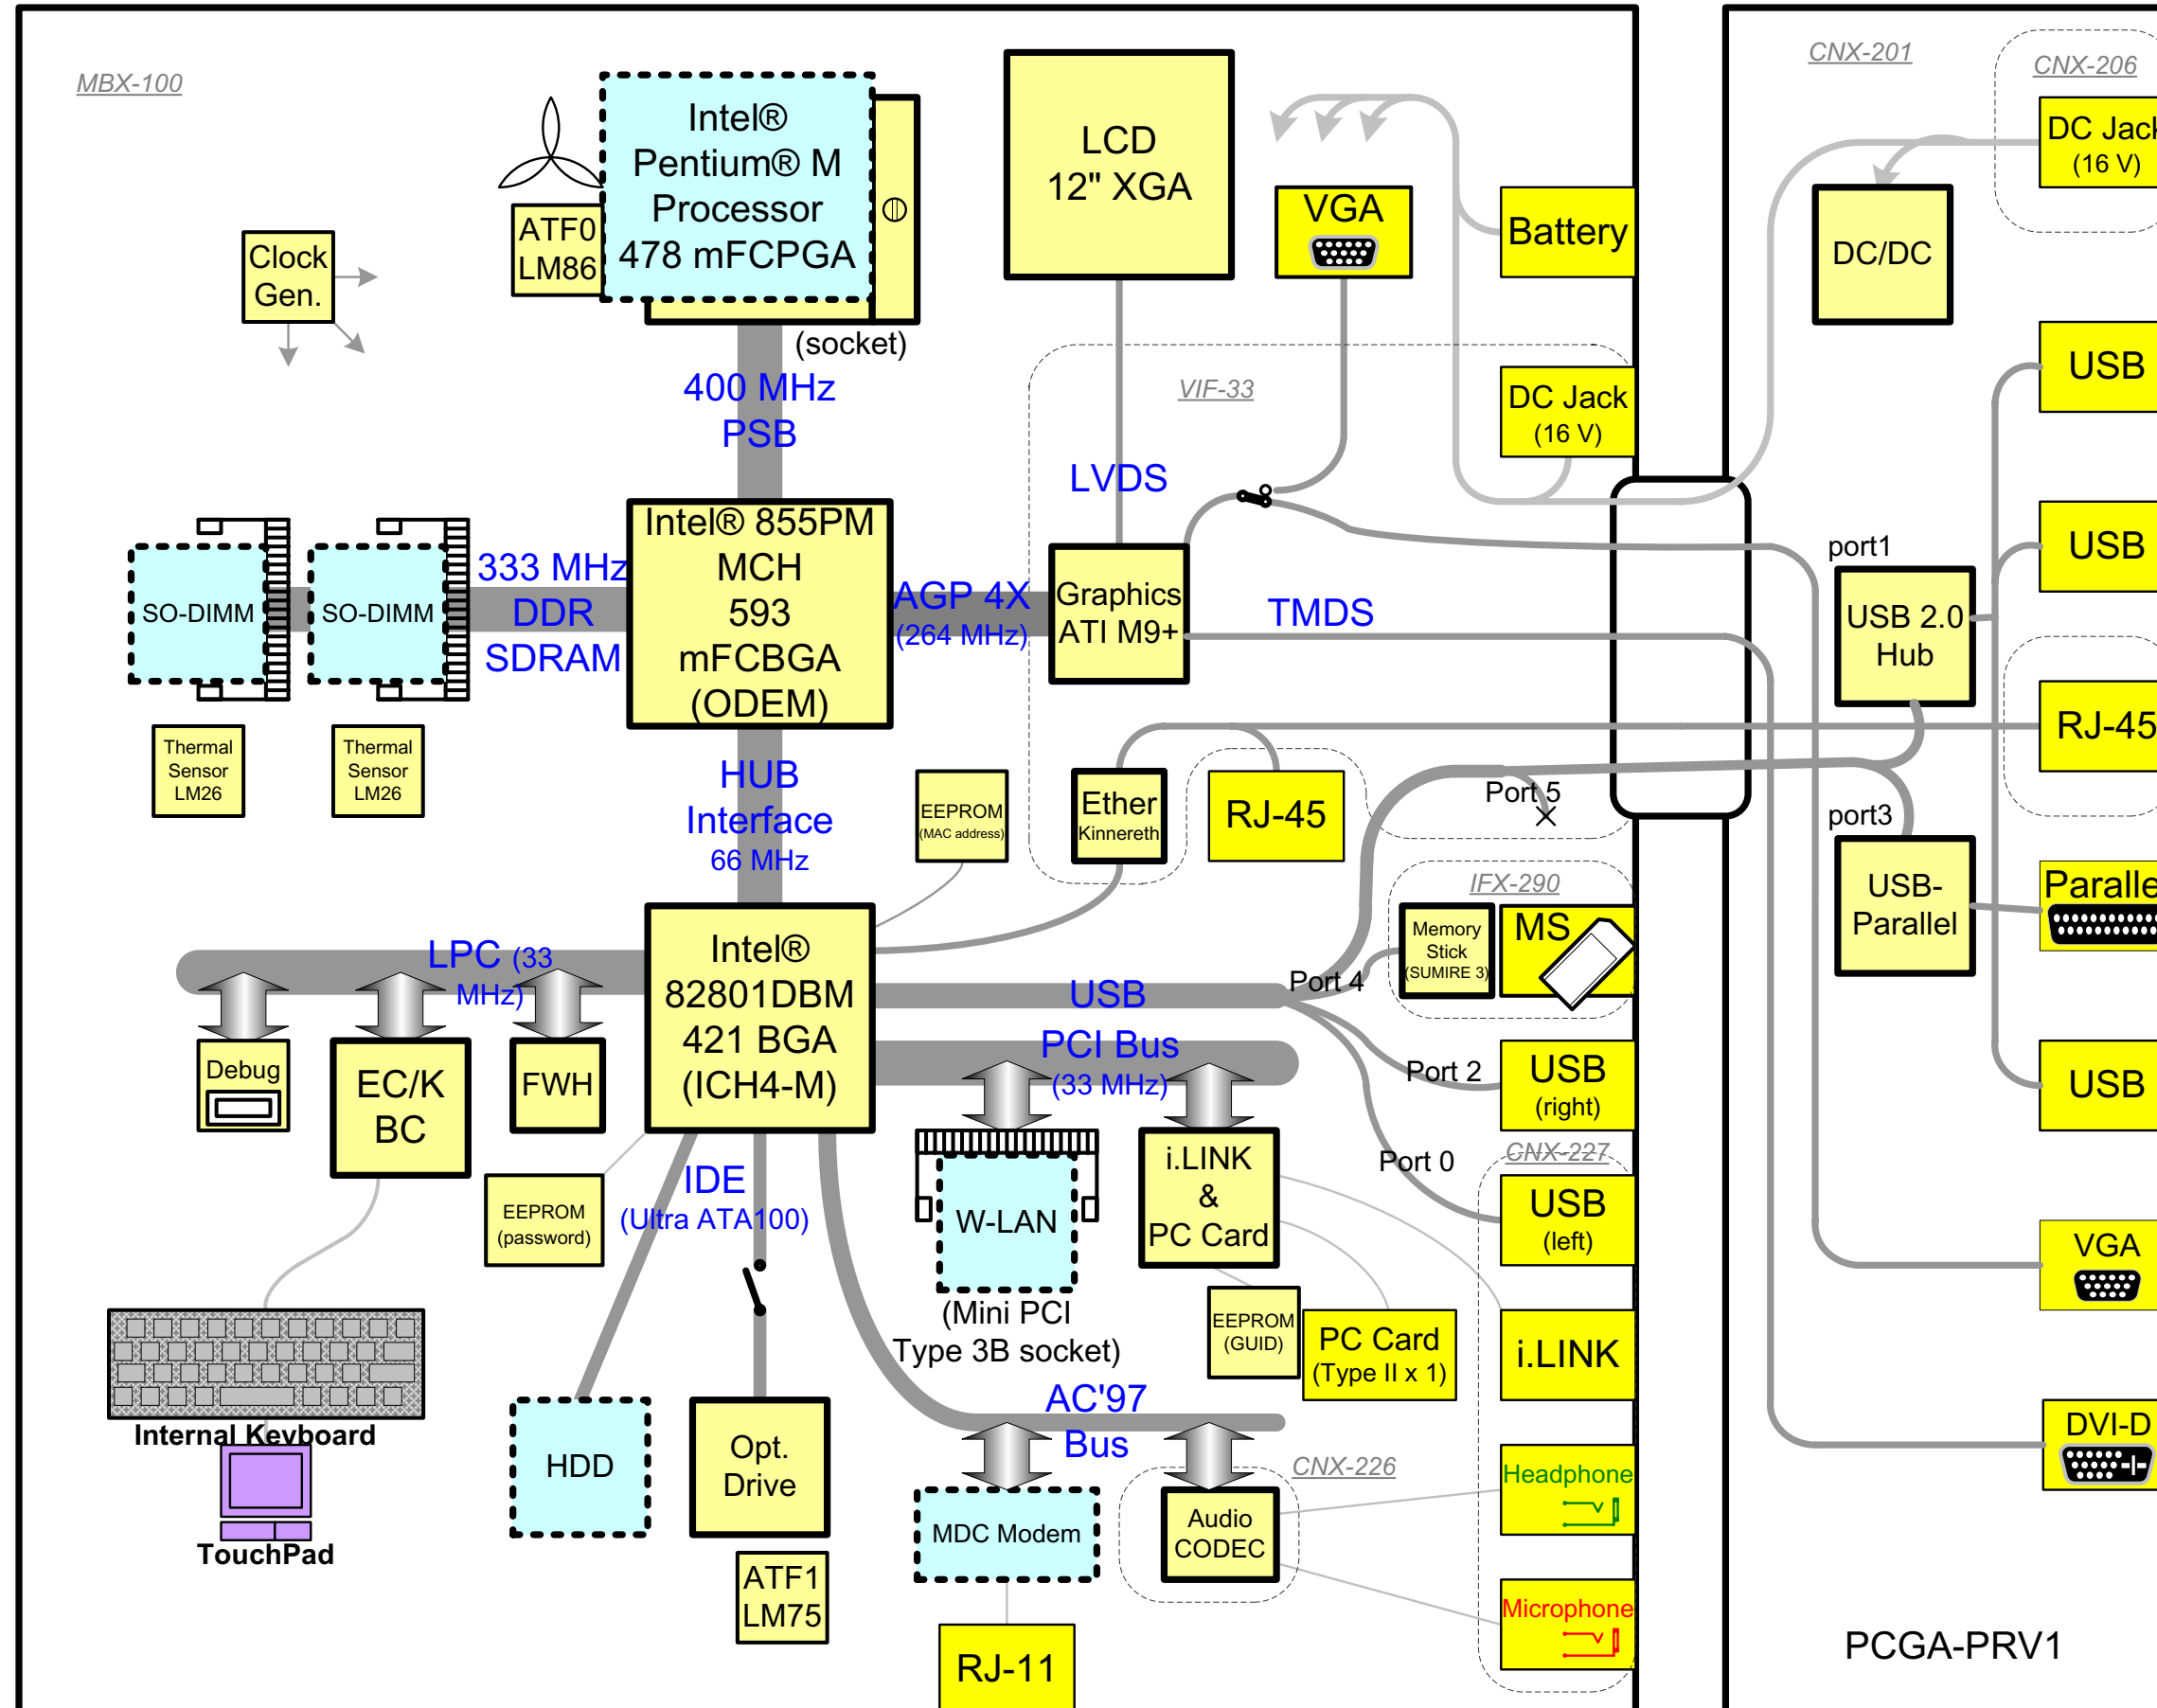 MBX-100
Intel®
Pentium® M
Processor
478 mFCPGA
(socket)
ATF0
LM86
Clock
Gen.
LCD
12" XGA
VGA
Battery
DC Jack
(16 V)
VIF-33
400 MHz
PSB
LVDS
Intel® 855PM
MCH
593
mFCBGA
(ODEM)
333 MHz
DDR
SDRAM
SO-DIMM
SO-DIMM
Thermal
Sensor
LM26
Thermal
Sensor
LM26
AGP 4X
(264 MHz)
Graphics
ATI M9+
TMDS
HUB
Interface
66 MHz
EEPROM
(MAC address)
Ether
Kinnereth
RJ-45
Port 5
IFX-290
Memory
Stick
(SUMIRE 3)
MS
Port 4
LPC (33
MHz)
Intel®
82801DBM
421 BGA
(ICH4-M)
USB
PCI Bus
(33 MHz)
Port 2
USB
(right)
Debug
EC/K
BC
FWH
CNX-227
Port 0
USB
(left)
EEPROM
(password)
IDE
(Ultra ATA100)
W-LAN
(Mini PCI
Type 3B socket)
i.LINK
&
PC Card
EEPROM
(GUID)
PC Card
(Type II x 1)
i.LINK
Internal Keyboard
TouchPad
HDD
Opt.
Drive
ATF1
LM75
AC'97
Bus
CNX-226
MDC Modem
Audio
CODEC
RJ-11
Headphone
Microphone
CNX-201
CNX-206
DC Jack
(16 V)
DC/DC
USB
USB
port1
USB 2.0
Hub
RJ-45
port3
USB-
Parallel
Paralle
USB
VGA
DVI-D
PCGA-PRV1